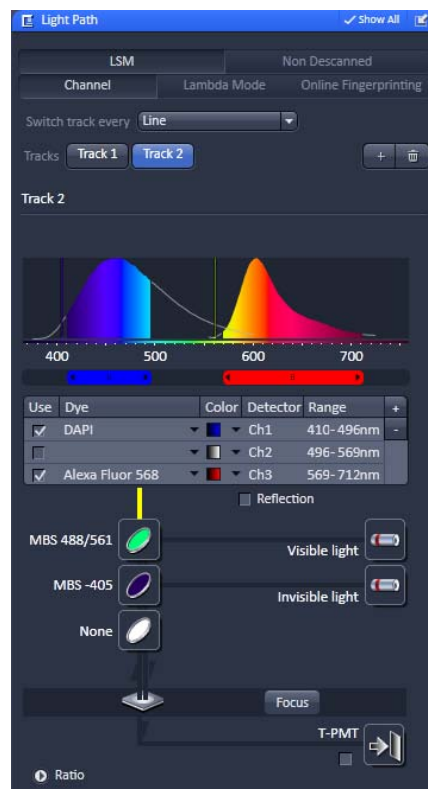 Light Path
Show All
LSM Non Descanned
Channel Lambda Mode Online Fingerprinting
Switch track every Line
Tracks Track 1 Track 2 +
Track 2
400 500 600 700
Use Dye Color Detector Range +
DAPI Ch1 410-496nm -
Ch2 496-569nm
Alexa Fluor 568 Ch3 569-712nm
Reflection
MBS 488/561
Visible light
MBS -405
Invisible light
None
Focus
T-PMT
Ratio